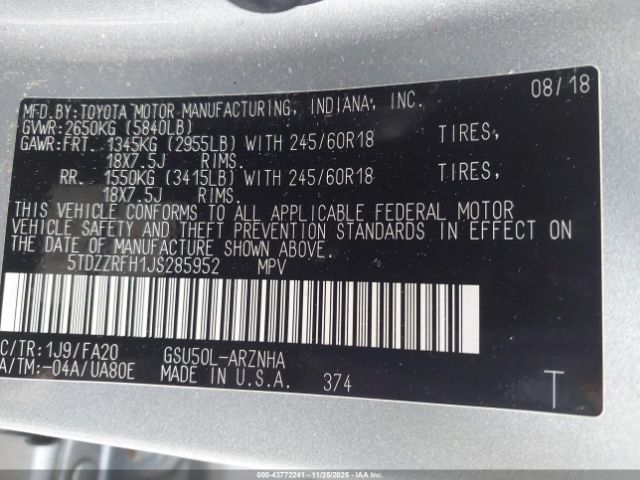 MFD.BY:TOYOTA MOTOR MANUFACTURING, INDIANA, INC. 08/18
GVWR:2650KG (5840LB)
GAWR:FRT. 1345KG (2955LB) WITH 245/60R18 TIRES,
18X7.5J RIMS.
RR. 1550KG (3415LB) WITH 245/60R18 TIRES,
18X7.5J RIMS.
THIS VEHICLE CONFORMS TO ALL APPLICABLE FEDERAL MOTOR
VEHICLE SAFETY AND THEFT PREVENTION STANDARDS IN EFFECT ON
THE DATE OF MANUFACTURE SHOWN ABOVE.
5TDZZRFH1JS285952 MPV
C/TR:1J9/FA20 GSU50L-ARZNHA
A/TM:-04A/UA80E MADE IN U.S.A. 374 T
000-43772241 - 11/25/2025 - COPYRIGHT IAA